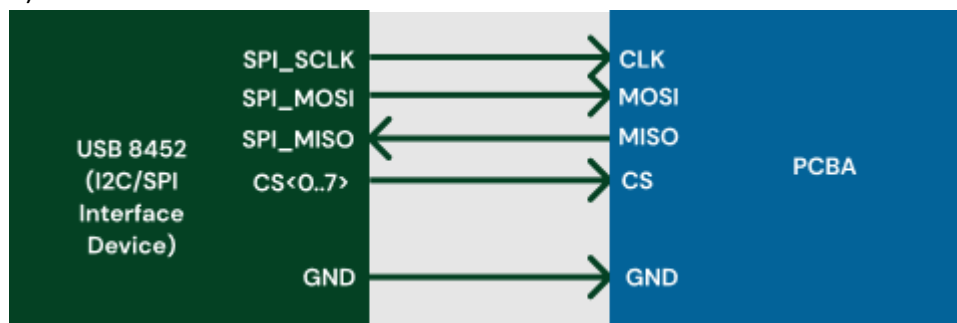 USB 8452
(I2C/SPI
Interface
Device)
SPI_SCLK
SPI_MOSI
SPI_MISO
CS<0..7>
GND
CLK
MOSI
MISO
CS
GND
PCBA